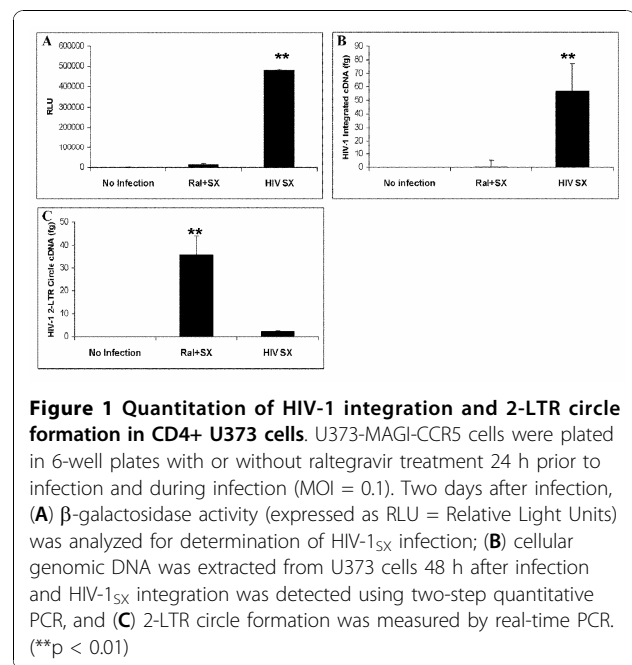 A
600000
500000
400000
300000
200000
100000
0
RLU
**
No Infection Ral+SX HIV SX
B
90
80
70
60
50
40
30
20
10
0
HIV-1 Integrated cDNA (fg)
**
No infection Ral+SX HIV SX
C
50
40
30
20
10
0
HIV-1 2-LTR Circle cDNA (fg)
**
No Infection Ral+SX HIV SX
Figure 1 Quantitation of HIV-1 integration and 2-LTR circle
formation in CD4+ U373 cells. U373-MAGI-CCR5 cells were plated
in 6-well plates with or without raltegravir treatment 24 h prior to
infection and during infection (MOI = 0.1). Two days after infection,
(A) β-galactosidase activity (expressed as RLU = Relative Light Units)
was analyzed for determination of HIV-1SX infection; (B) cellular
genomic DNA was extracted from U373 cells 48 h after infection
and HIV-1SX integration was detected using two-step quantitative
PCR, and (C) 2-LTR circle formation was measured by real-time PCR.
(**p < 0.01)